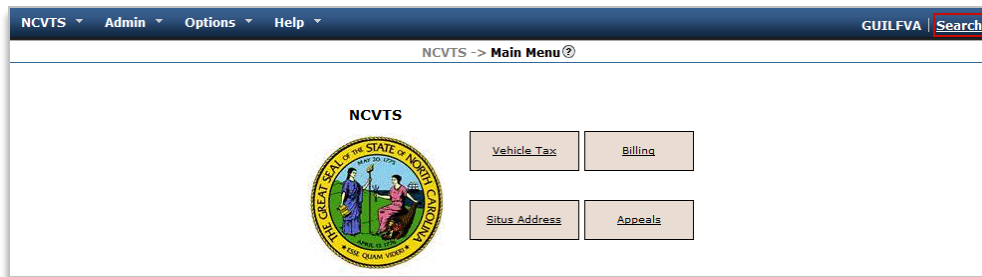 NCVTS Admin Options Help GUILFVA | Search
NCVTS -> Main Menu?
NCVTS
Vehicle Tax Billing
Situs Address Appeals
THE GREAT SEAL OF THE STATE OF NORTH CAROLINA
MAY 20, 1775
APRIL 12, 1776
ESSE QUAM VIDERI